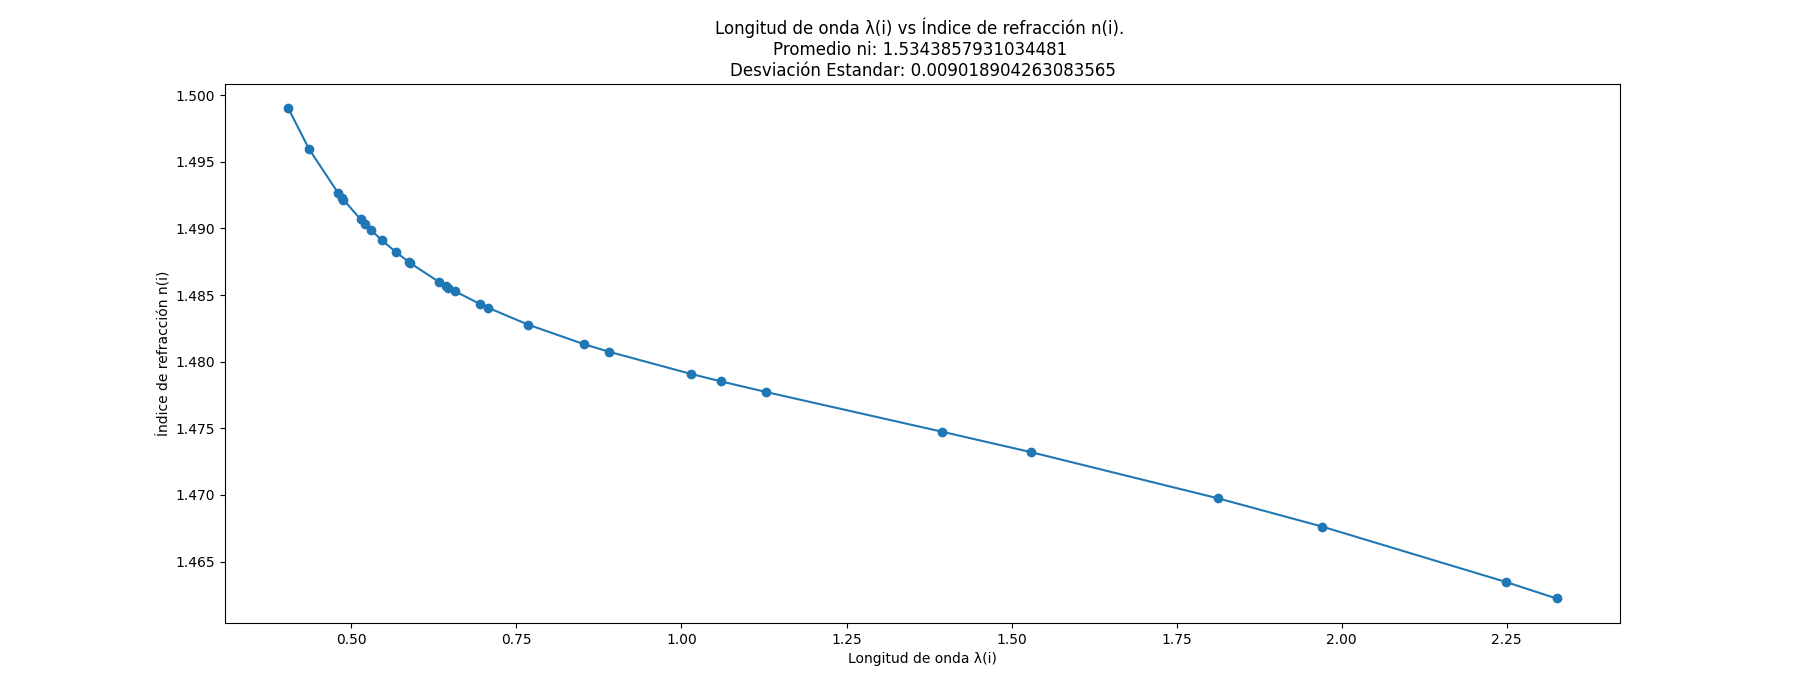 Longitud de onda λ(i) vs Índice de refracción n(i).
Promedio ni: 1.5343857931034481
Desviación Estandar: 0.009018904263083565
1.500
1.495
1.490
1.485
1.480
1.475
1.470
1.465
Índice de refracción n(i)
0.50 0.75 1.00 1.25 1.50 1.75 2.00 2.25
Longitud de onda λ(i)